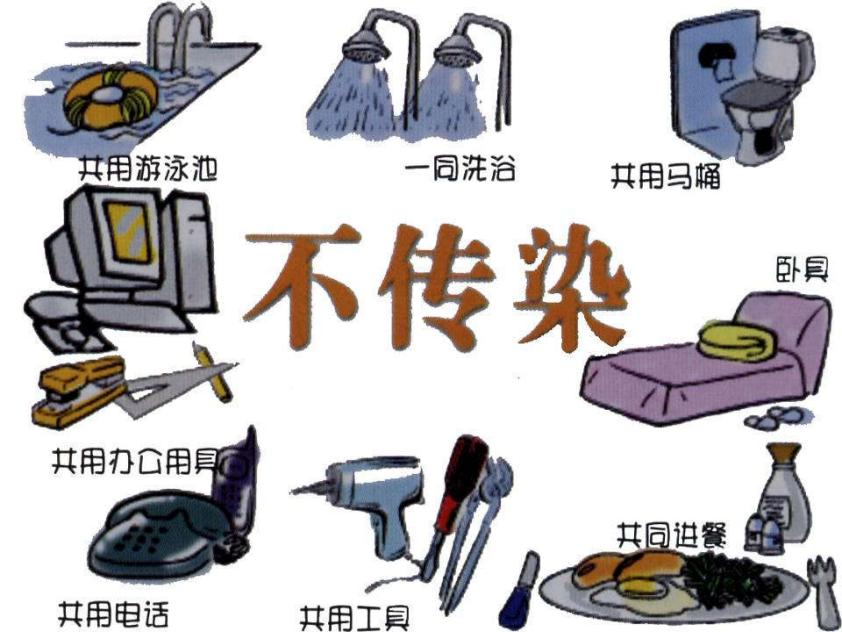 共用游泳池
一同洗浴
共用马桶
不传染
卧具
共用办公用具
共同进餐
共用电话
共用工具